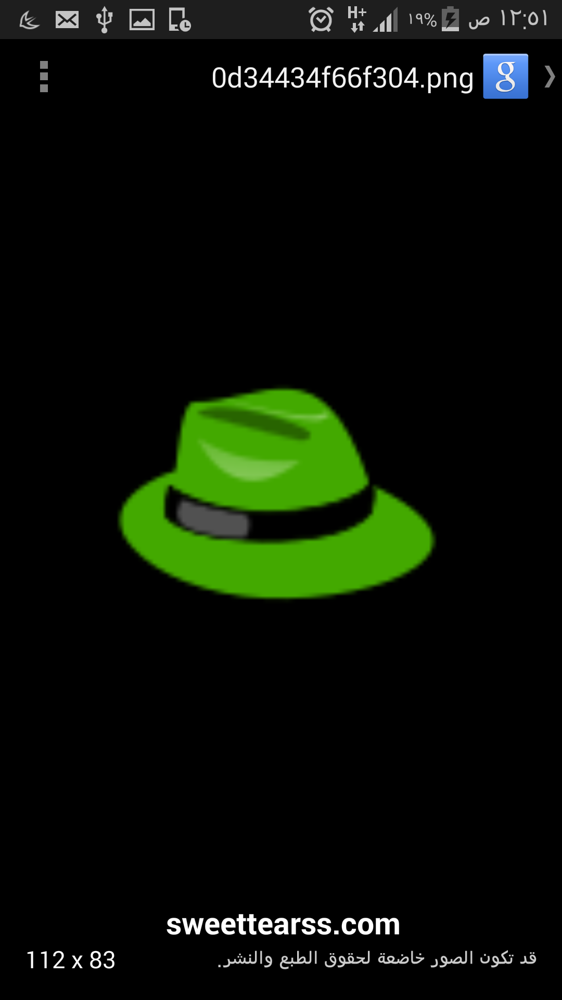 ١٩% ص ١٢:٥١
H+
0d34434f66f304.png
g
sweettearss.com
112 x 83
قد تكون الصور خاضعة لحقوق الطبع والنشر.